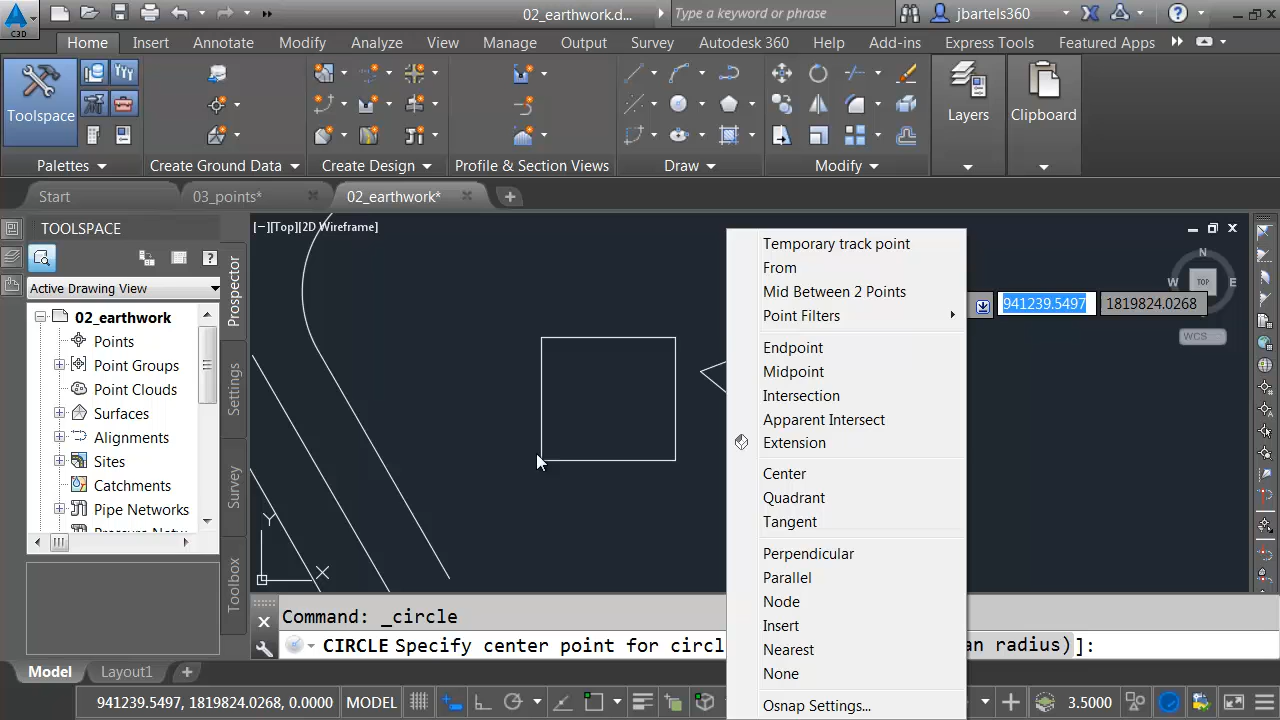 C3D
02_earthwork.d...
Type a keyword or phrase
jbartels360
Home
Insert
Annotate
Modify
Analyze
View
Manage
Output
Survey
Autodesk 360
Help
Add-ins
Express Tools
Featured Apps
Toolspace
Layers
Clipboard
Palettes
Create Ground Data
Create Design
Profile & Section Views
Draw
Modify
Start
03_points*
02_earthwork*
TOOLSPACE
[−][Top][2D Wireframe]
Active Drawing View
Prospector
Settings
Survey
Toolbox
02_earthwork
Points
Point Groups
Point Clouds
Surfaces
Alignments
Sites
Catchments
Pipe Networks
Temporary track point
From
Mid Between 2 Points
Point Filters
Endpoint
Midpoint
Intersection
Apparent Intersect
Extension
Center
Quadrant
Tangent
Perpendicular
Parallel
Node
Insert
Nearest
None
Osnap Settings...
N
W
TOP
E
WCS
941239.5497
1819824.0268
Y
X
Command: _circle
CIRCLE Specify center point for circl
an radius)]:
Model
Layout1
941239.5497, 1819824.0268, 0.0000
MODEL
3.5000